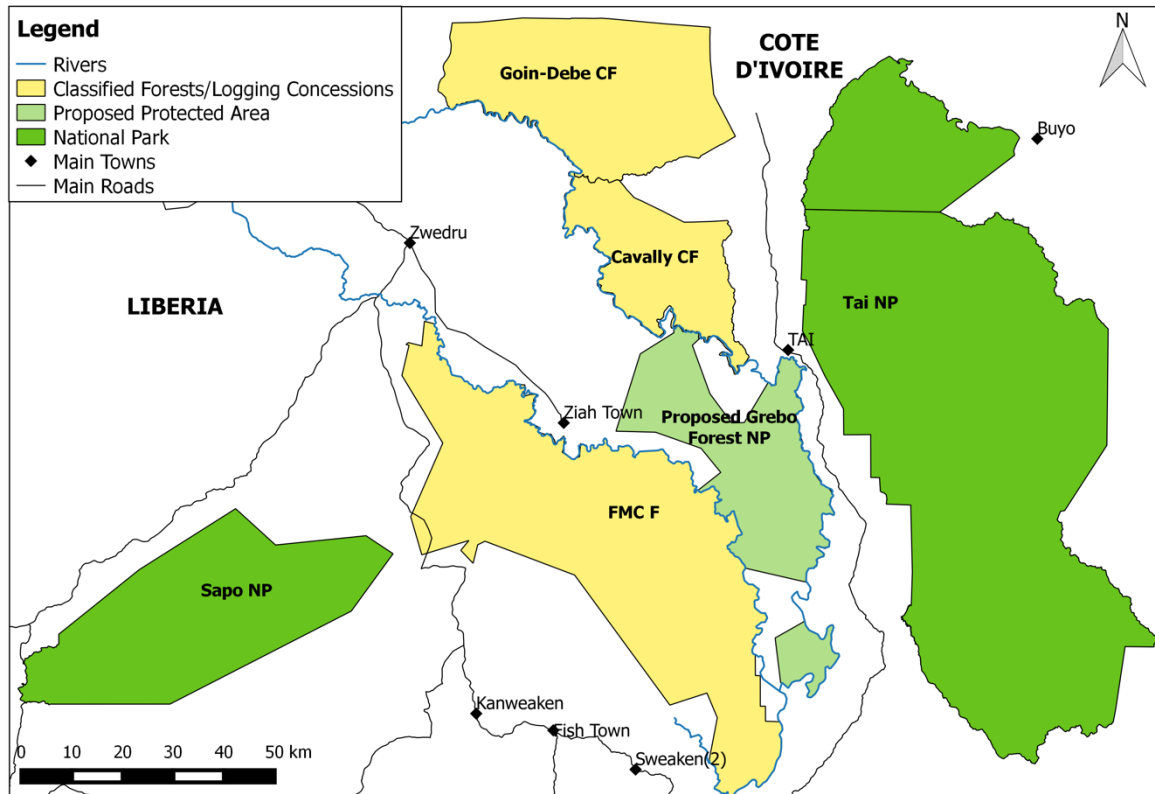 Legend
Rivers
Classified Forests/Logging Concessions
Proposed Protected Area
National Park
Main Towns
Main Roads
N
COTE
D'IVOIRE
Goin-Debe CF
Buyo
Zwedru
Cavally CF
LIBERIA
Tai NP
TAI
Ziah Town
Proposed Grebo
Forest NP
FMC F
Sapo NP
Kanweaken
Fish Town
Sweaken(2)
0 10 20 30 40 50 km